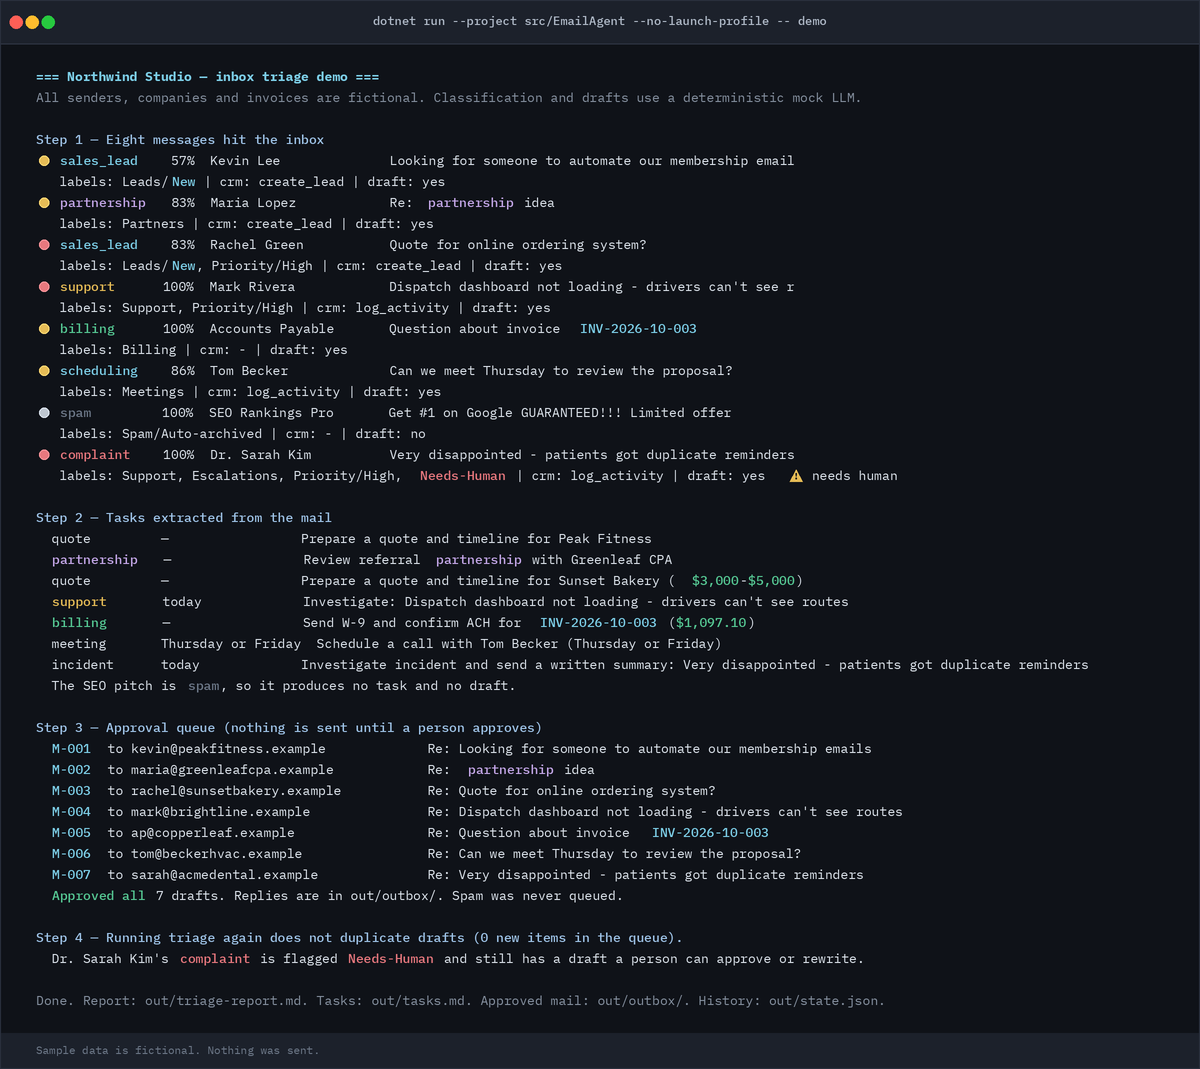 dotnet run --project src/EmailAgent --no-launch-profile -- demo
=== Northwind Studio — inbox triage demo ===
All senders, companies and invoices are fictional. Classification and drafts use a deterministic mock LLM.
Step 1 — Eight messages hit the inbox
sales_lead 57% Kevin Lee Looking for someone to automate our membership email
labels: Leads/New | crm: create_lead | draft: yes
partnership 83% Maria Lopez Re: partnership idea
labels: Partners | crm: create_lead | draft: yes
sales_lead 83% Rachel Green Quote for online ordering system?
labels: Leads/New, Priority/High | crm: create_lead | draft: yes
support 100% Mark Rivera Dispatch dashboard not loading - drivers can't see r
labels: Support, Priority/High | crm: log_activity | draft: yes
billing 100% Accounts Payable Question about invoice INV-2026-10-003
labels: Billing | crm: - | draft: yes
scheduling 86% Tom Becker Can we meet Thursday to review the proposal?
labels: Meetings | crm: log_activity | draft: yes
spam 100% SEO Rankings Pro Get #1 on Google GUARANTEED!!! Limited offer
labels: Spam/Auto-archived | crm: - | draft: no
complaint 100% Dr. Sarah Kim Very disappointed - patients got duplicate reminders
labels: Support, Escalations, Priority/High, Needs-Human | crm: log_activity | draft: yes ⚠ needs human
Step 2 — Tasks extracted from the mail
quote — Prepare a quote and timeline for Peak Fitness
partnership — Review referral partnership with Greenleaf CPA
quote — Prepare a quote and timeline for Sunset Bakery ( $3,000-$5,000)
support today Investigate: Dispatch dashboard not loading - drivers can't see routes
billing — Send W-9 and confirm ACH for INV-2026-10-003 ($1,097.10)
meeting Thursday or Friday Schedule a call with Tom Becker (Thursday or Friday)
incident today Investigate incident and send a written summary: Very disappointed - patients got duplicate reminders
The SEO pitch is spam, so it produces no task and no draft.
Step 3 — Approval queue (nothing is sent until a person approves)
M-001 to kevin@peakfitness.example Re: Looking for someone to automate our membership emails
M-002 to maria@greenleafcpa.example Re: partnership idea
M-003 to rachel@sunsetbakery.example Re: Quote for online ordering system?
M-004 to mark@brightline.example Re: Dispatch dashboard not loading - drivers can't see routes
M-005 to ap@copperleaf.example Re: Question about invoice INV-2026-10-003
M-006 to tom@beckerhvac.example Re: Can we meet Thursday to review the proposal?
M-007 to sarah@acmedental.example Re: Very disappointed - patients got duplicate reminders
Approved all 7 drafts. Replies are in out/outbox/. Spam was never queued.
Step 4 — Running triage again does not duplicate drafts (0 new items in the queue).
Dr. Sarah Kim's complaint is flagged Needs-Human and still has a draft a person can approve or rewrite.
Done. Report: out/triage-report.md. Tasks: out/tasks.md. Approved mail: out/outbox/. History: out/state.json.
Sample data is fictional. Nothing was sent.